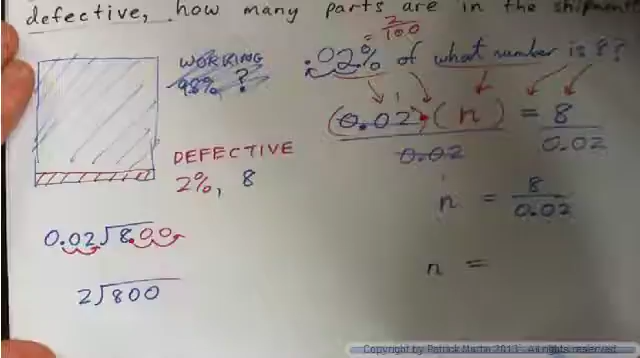 defective, how many parts are in the shipment
2/100
= .02% of what number is 8?
WORKING
98% ?
(0.02) • (n) = 8
0.02 0.02
DEFECTIVE
2%, 8
n = 8/0.02
0.02√8.00
n =
2√800
Copyright by Patrick Martin 2013 - All rights reserved